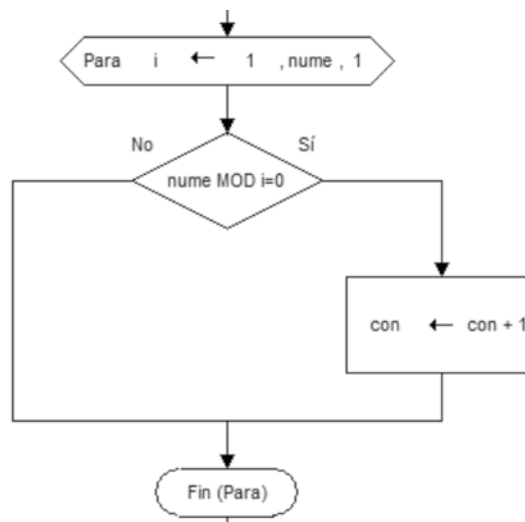 Para i ← 1 , nume , 1
No
Sí
nume MOD i=0
con ← con + 1
Fin (Para)